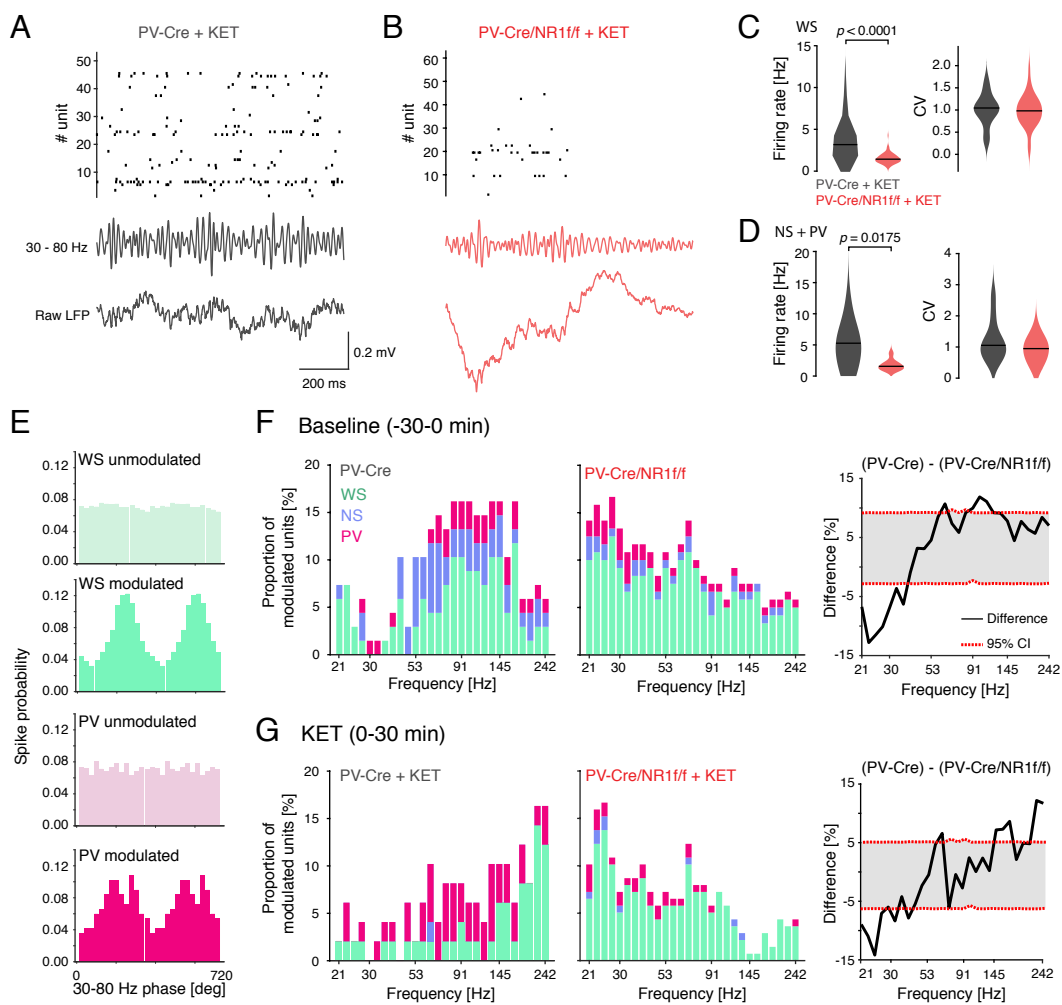 A
PV-Cre + KET
50
40
30
20
10
# unit
30 - 80 Hz
Raw LFP
0.2 mV
200 ms
B
PV-Cre/NR1f/f + KET
60
50
40
30
20
10
# unit
C
WS
p < 0.0001
15
10
5
0
Firing rate [Hz]
2.0
1.5
1.0
0.5
0.0
CV
PV-Cre + KET
PV-Cre/NR1f/f + KET
D
NS + PV
p = 0.0175
20
15
10
5
0
Firing rate [Hz]
4
3
2
1
0
CV
E
Spike probability
WS unmodulated
0.12
0.08
0.04
0.00
WS modulated
0.12
0.08
0.04
0.00
PV unmodulated
0.12
0.08
0.04
0.00
PV modulated
0.12
0.08
0.04
0.00
0 720
30-80 Hz phase [deg]
F
Baseline (-30-0 min)
Proportion of
modulated units [%]
20
15
10
5
0
PV-Cre
WS
NS
PV
21 30 53 91 145 242
Frequency [Hz]
PV-Cre/NR1f/f
21 30 53 91 145 242
Frequency [Hz]
(PV-Cre) - (PV-Cre/NR1f/f)
15
5
-5
-15
Difference [%]
Difference
95% CI
21 30 53 91 145 242
Frequency [Hz]
G
KET (0-30 min)
Proportion of
modulated units [%]
20
15
10
5
0
PV-Cre + KET
21 30 53 91 145 242
Frequency [Hz]
PV-Cre/NR1f/f + KET
21 30 53 91 145 242
Frequency [Hz]
(PV-Cre) - (PV-Cre/NR1f/f)
15
5
-5
-15
Difference [%]
21 30 53 91 145 242
Frequency [Hz]